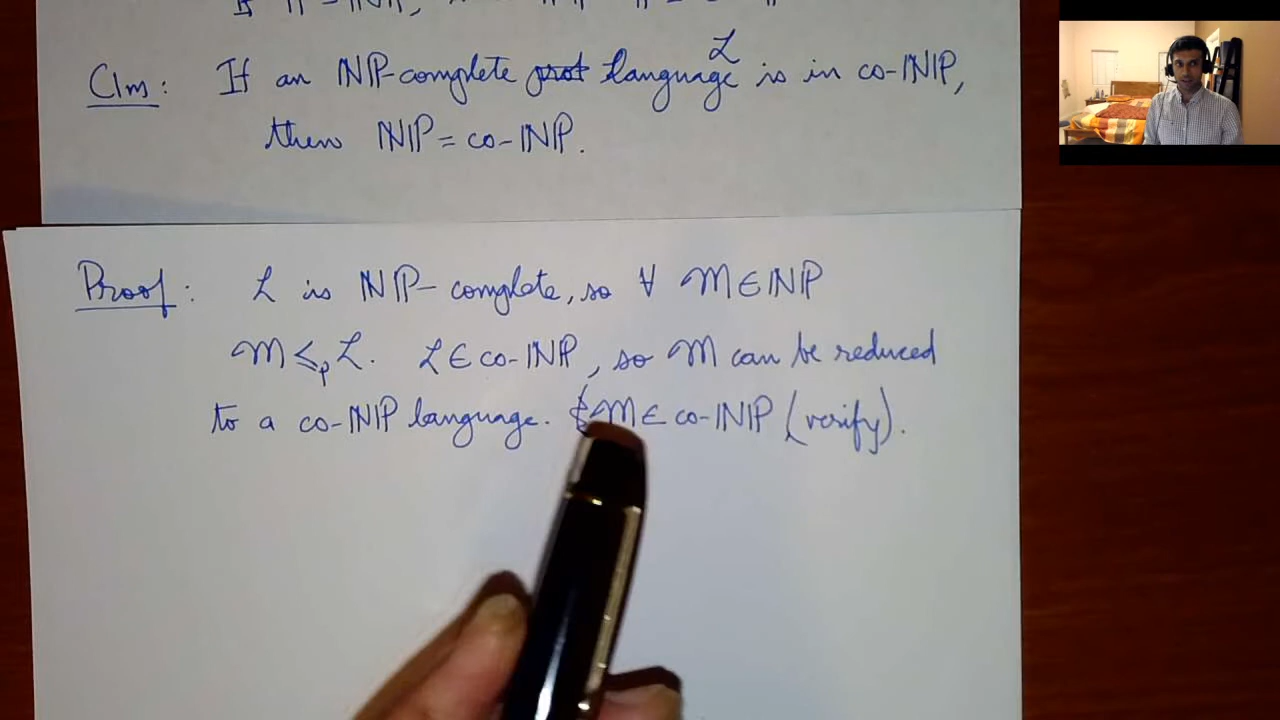 Clm: If an NP-complete language L is in co-NP,
then NP = co-NP.
Proof: L is NP-complete, so ∀ M ∈ NP
M ≤p L. L ∈ co-NP, so M can be reduced
to a co-NP language. & M ∈ co-NP (verify).